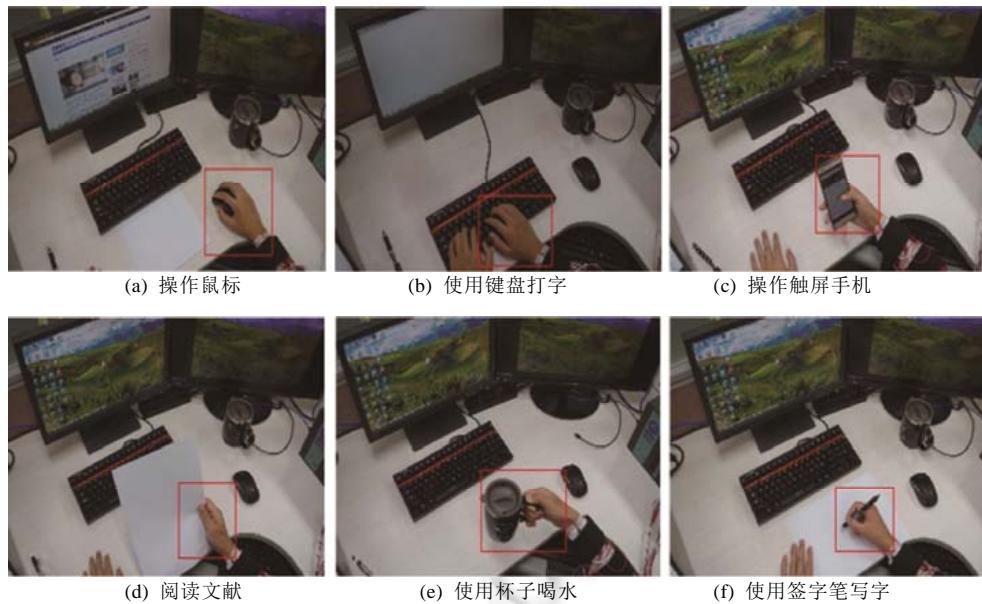 (a) 操作鼠标
(b) 使用键盘打字
(c) 操作触屏手机
(d) 阅读文献
(e) 使用杯子喝水
(f) 使用签字笔写字